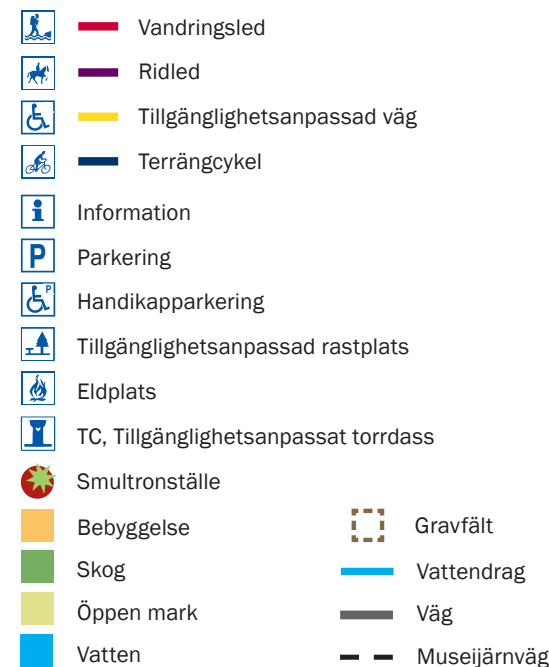 Vandringsled
Ridled
Tillgänglighetsanpassad väg
Terrängcykel
i Information
P Parkering
P Handikapparkering
Tillgänglighetsanpassad rastplats
Eldplats
TC, Tillgänglighetsanpassat torrdass
Smultronställe
Bebyggelse
Skog
Öppen mark
Vatten
Gravfält
Vattendrag
Väg
Museijärnväg